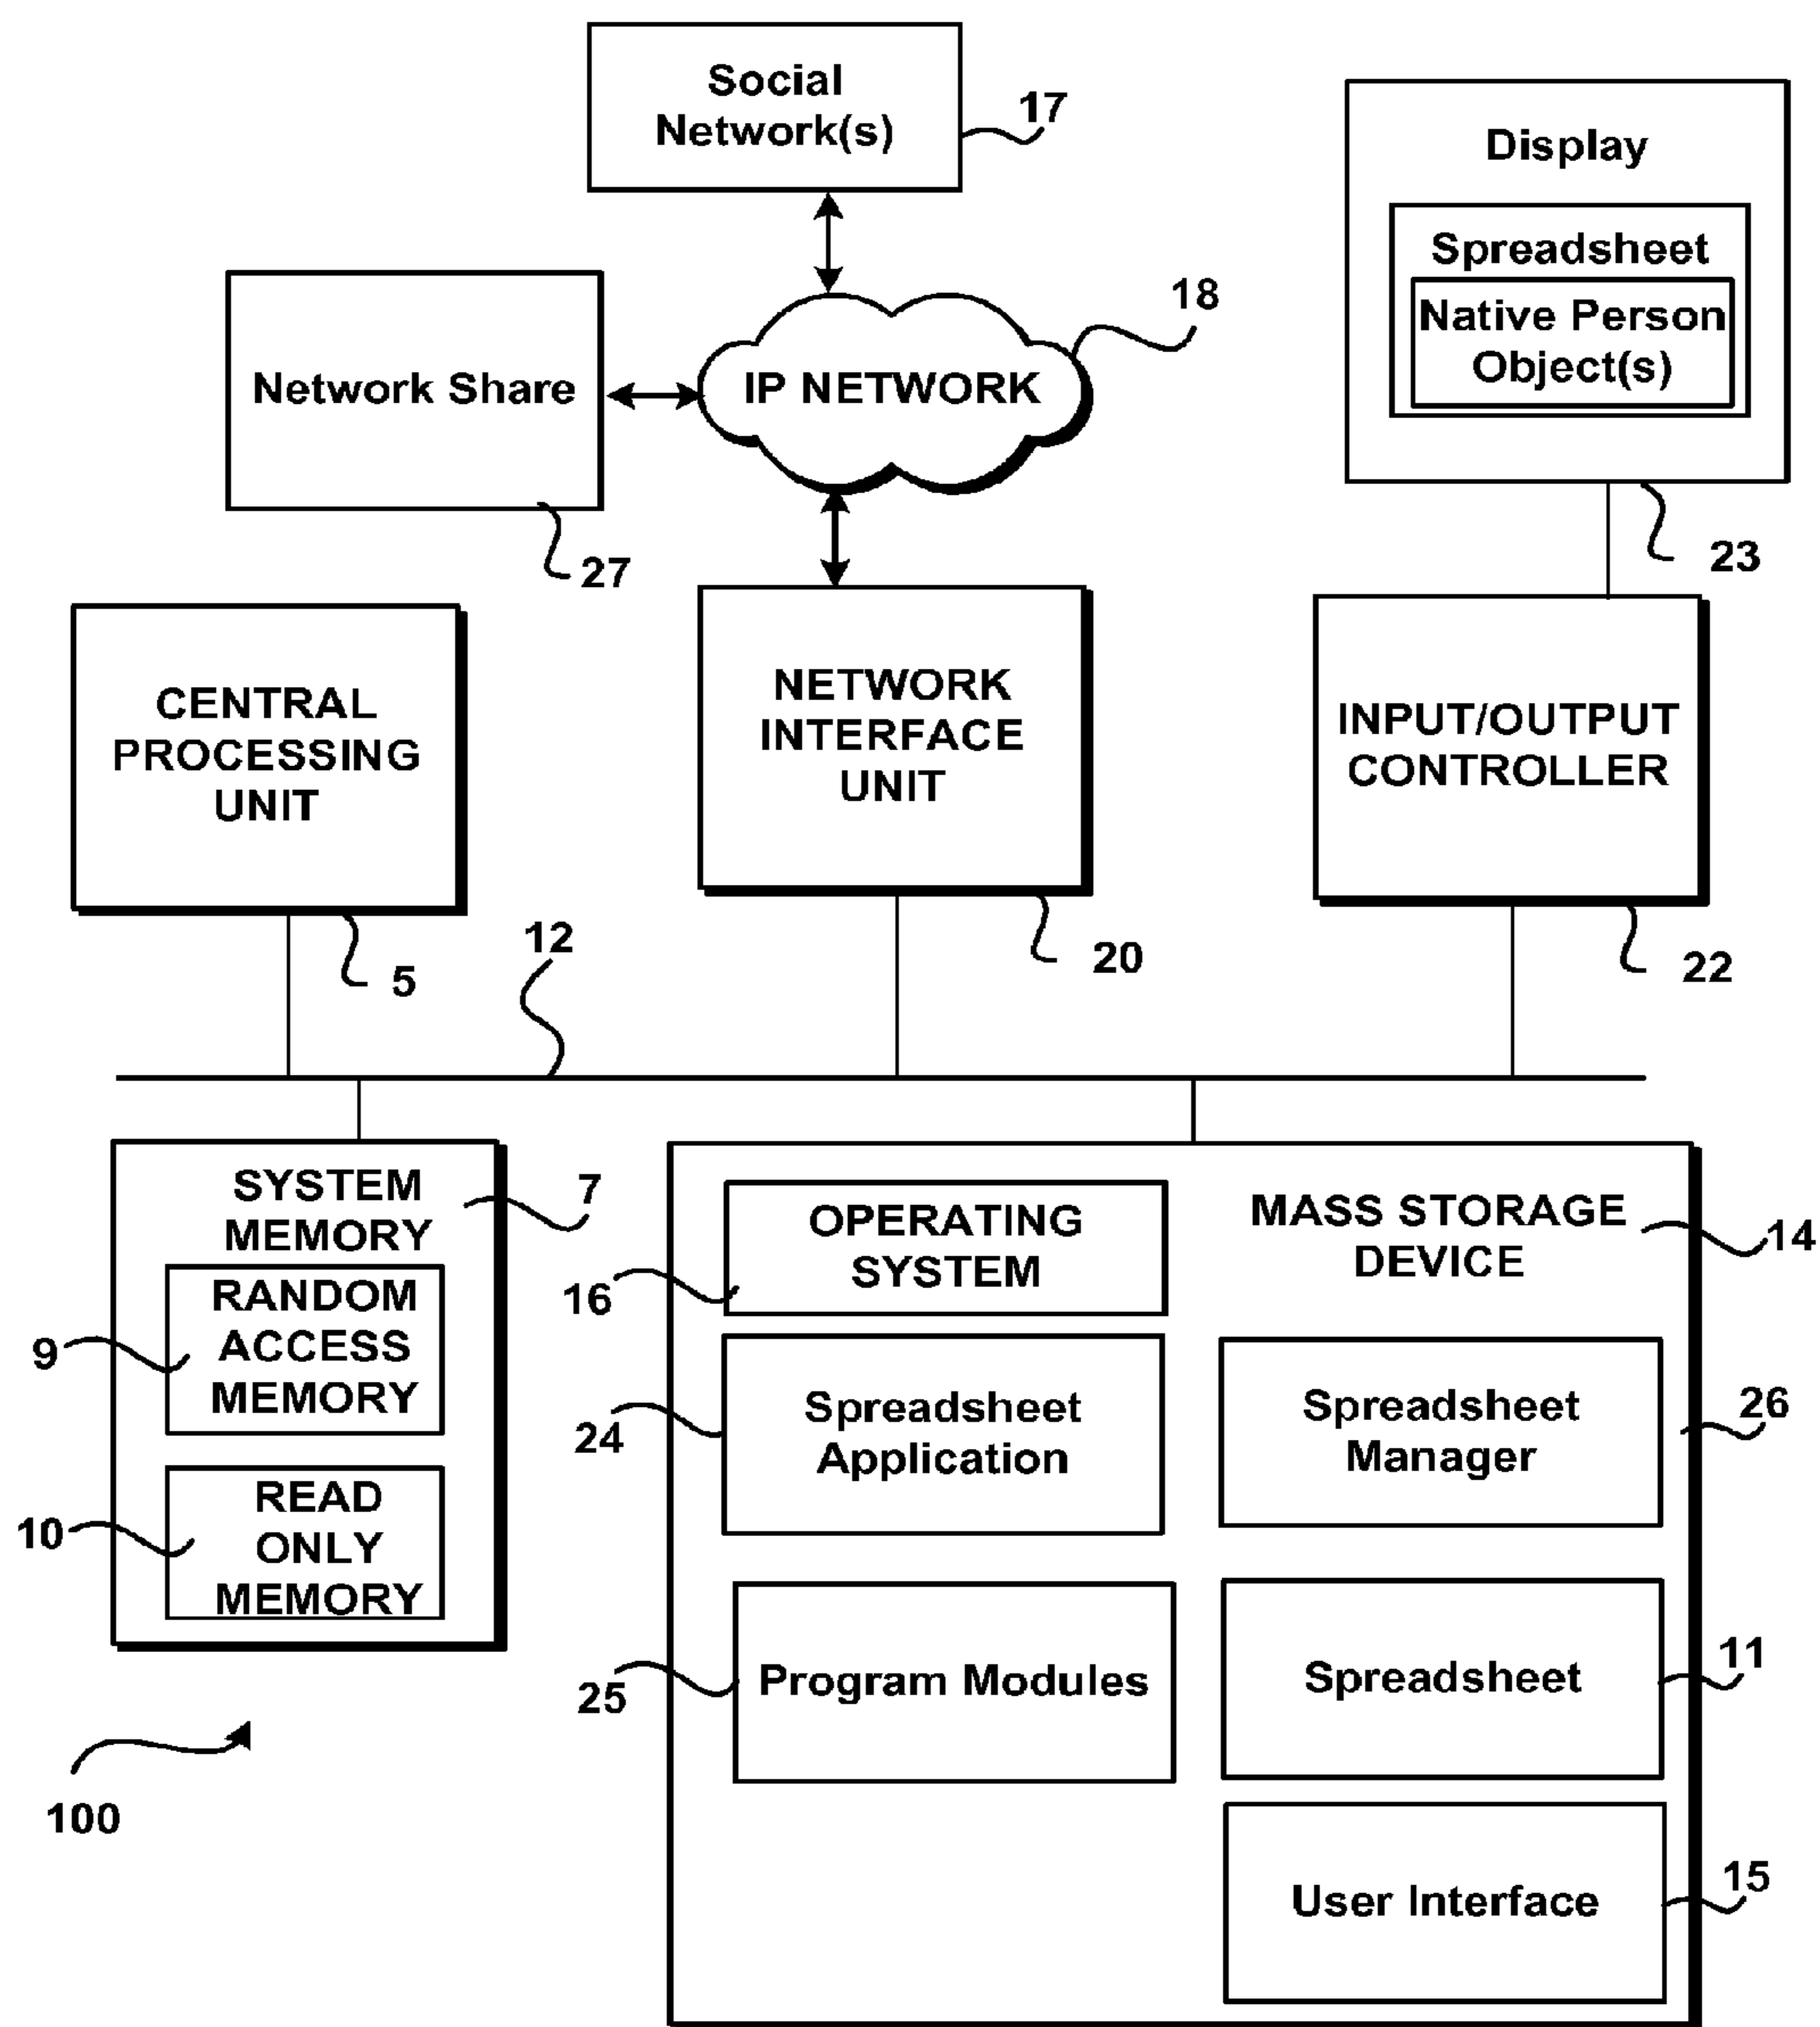 Social
Network(s)
17
Display
Spreadsheet
Native Person
Object(s)
23
Network Share
27
IP NETWORK
18
CENTRAL
PROCESSING
UNIT
5
NETWORK
INTERFACE
UNIT
20
INPUT/OUTPUT
CONTROLLER
22
12
SYSTEM
MEMORY
7
RANDOM
ACCESS
MEMORY
9
READ
ONLY
MEMORY
10
OPERATING
SYSTEM
16
MASS STORAGE
DEVICE
14
Spreadsheet
Application
24
Spreadsheet
Manager
26
Program Modules
25
Spreadsheet
11
User Interface
15
100